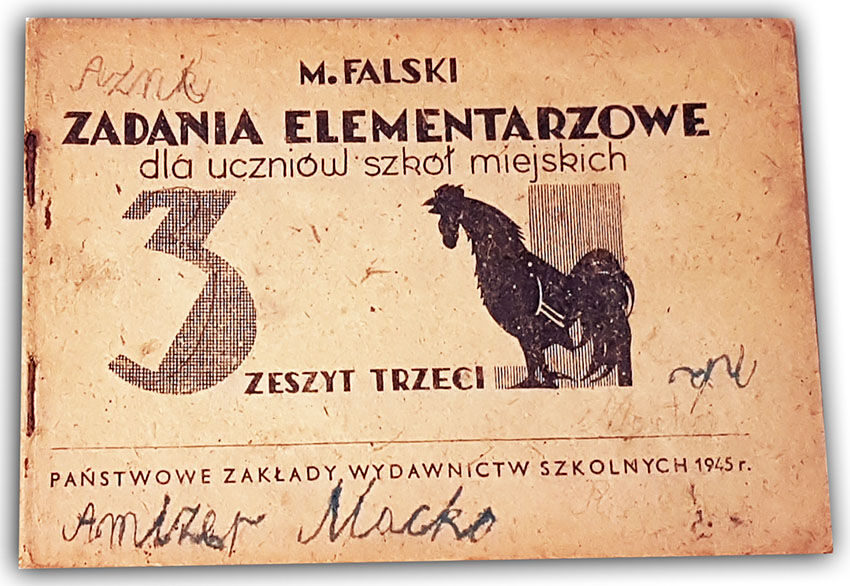 M. FALSKI
ZADANIA ELEMENTARZOWE
dla uczniów szkół miejskich
3
ZESZYT TRZECI
PAŃSTWOWE ZAKŁADY WYDAWNICTW SZKOLNYCH 1945 r.
Macko